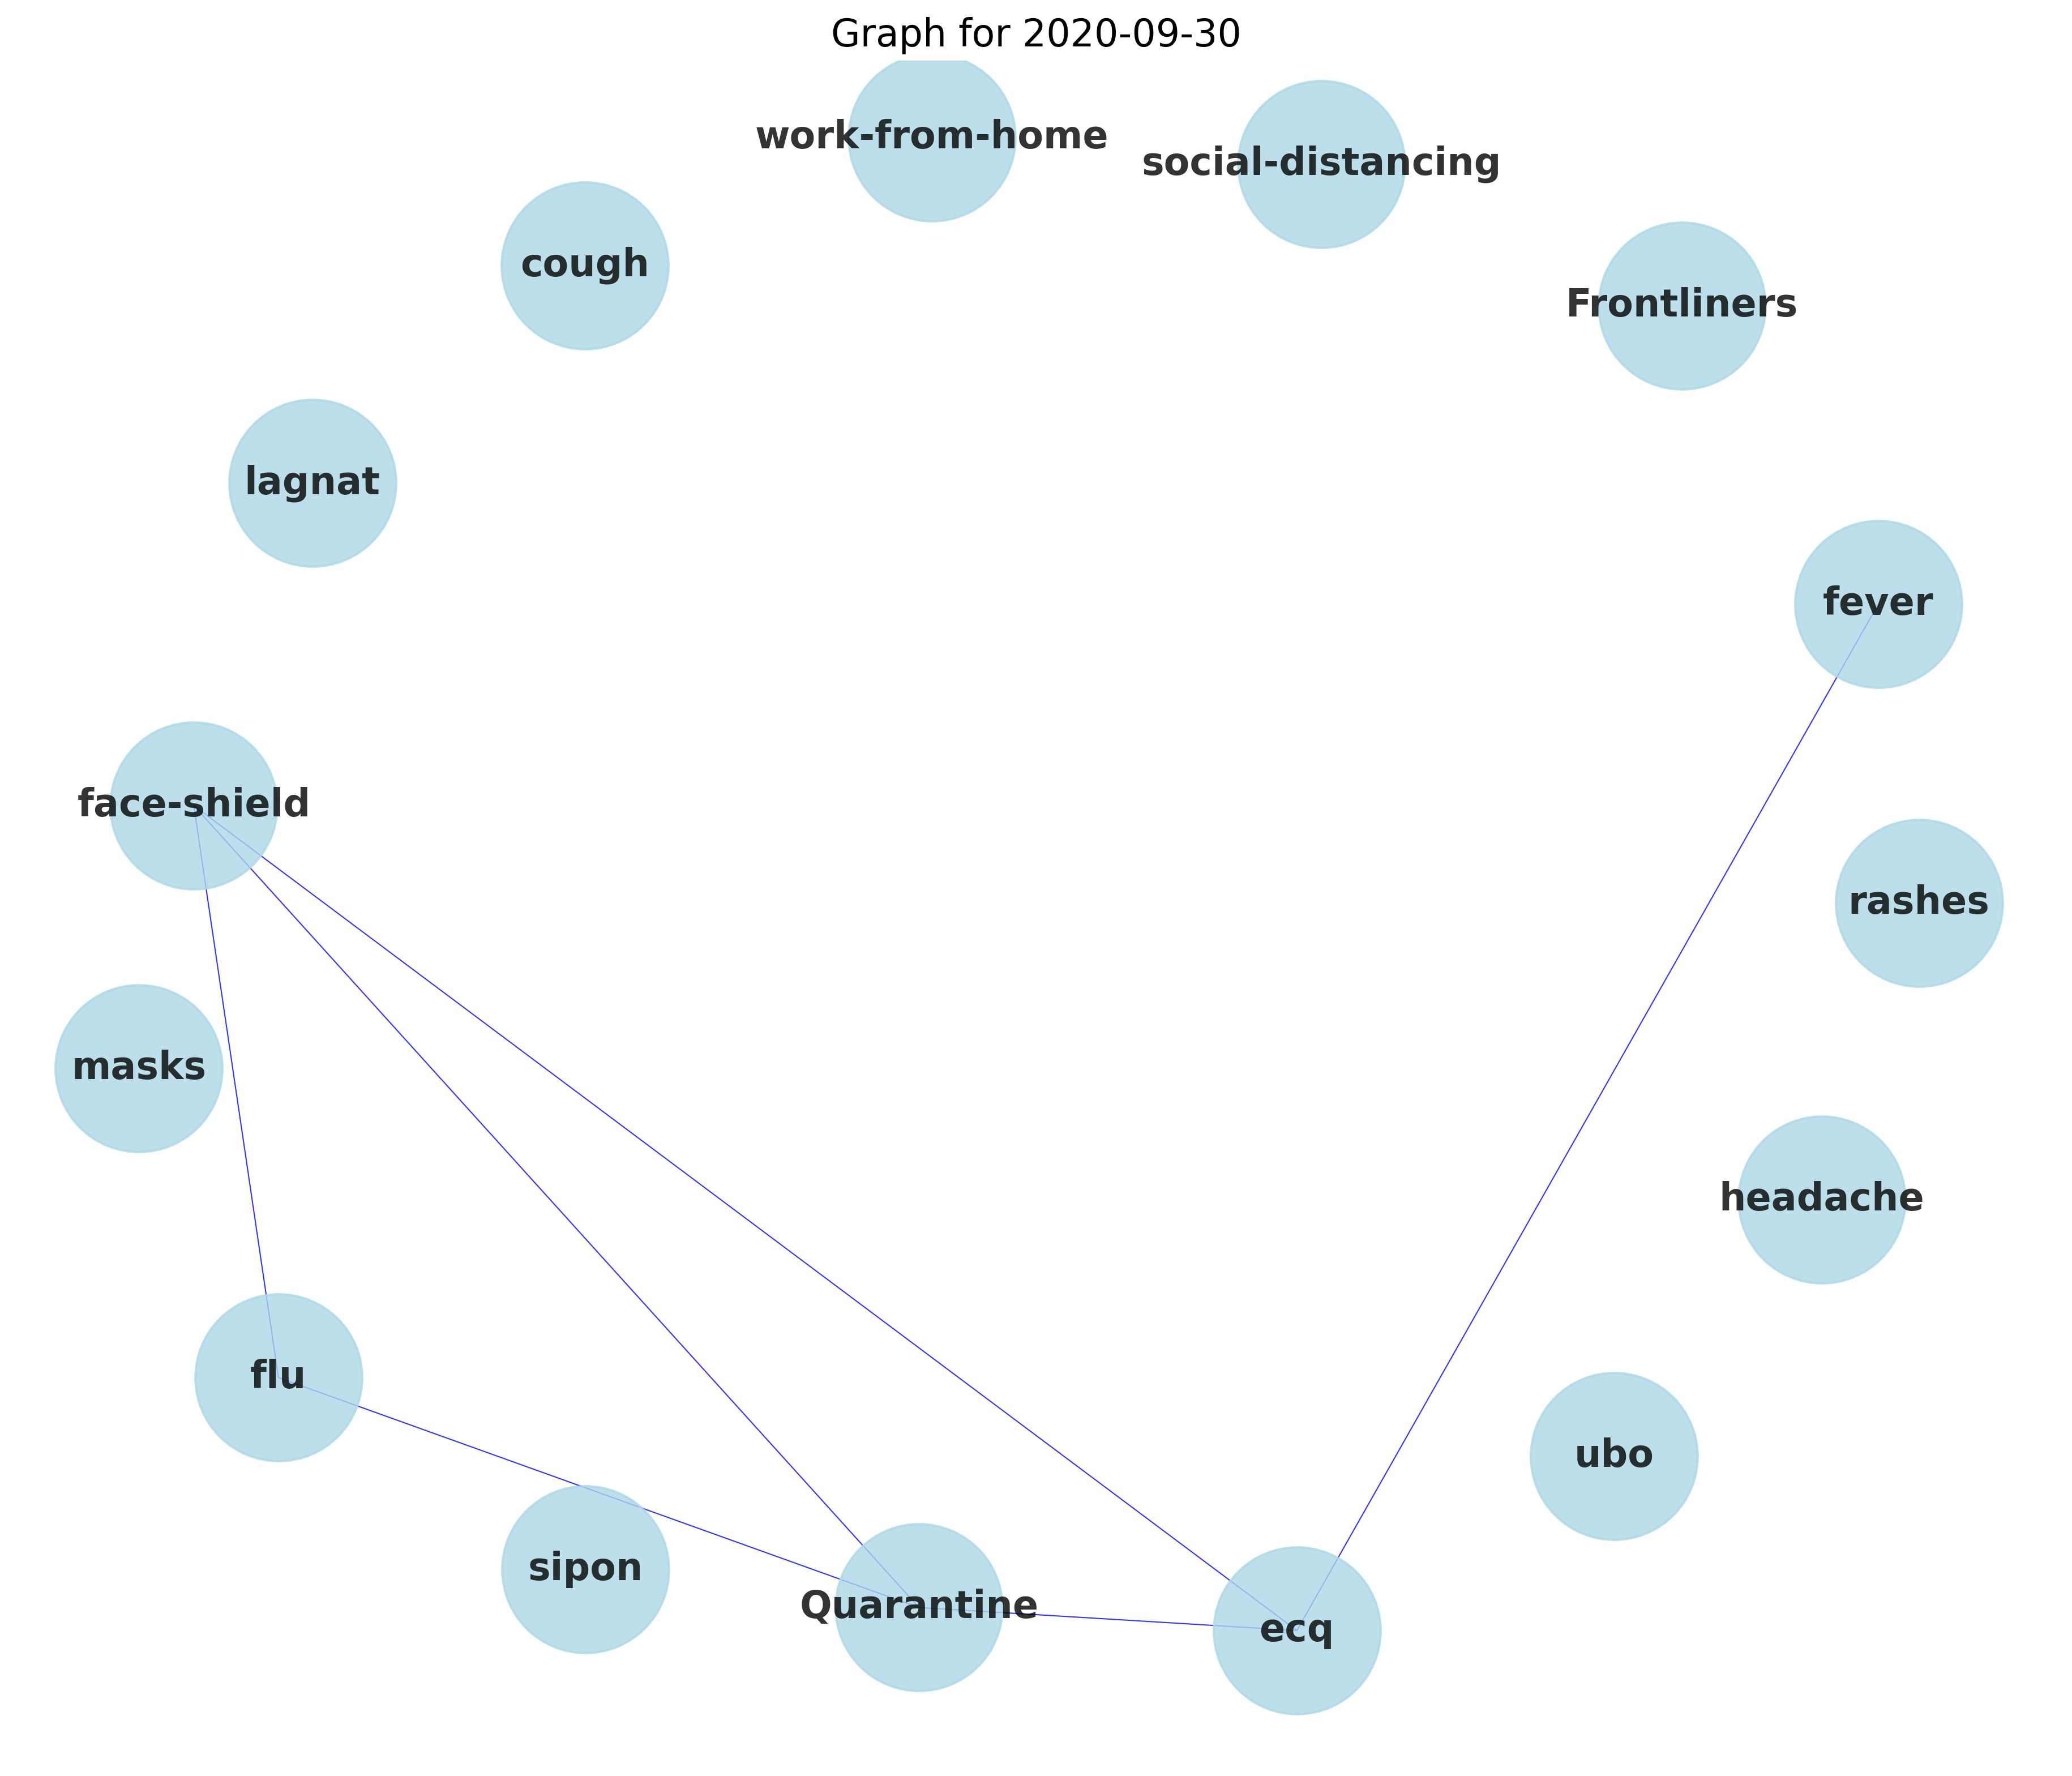 Graph for 2020-09-30
work-from-home
social-distancing
cough
Frontliners
lagnat
fever
face-shield
rashes
masks
headache
flu
ubo
sipon
Quarantine
ecq